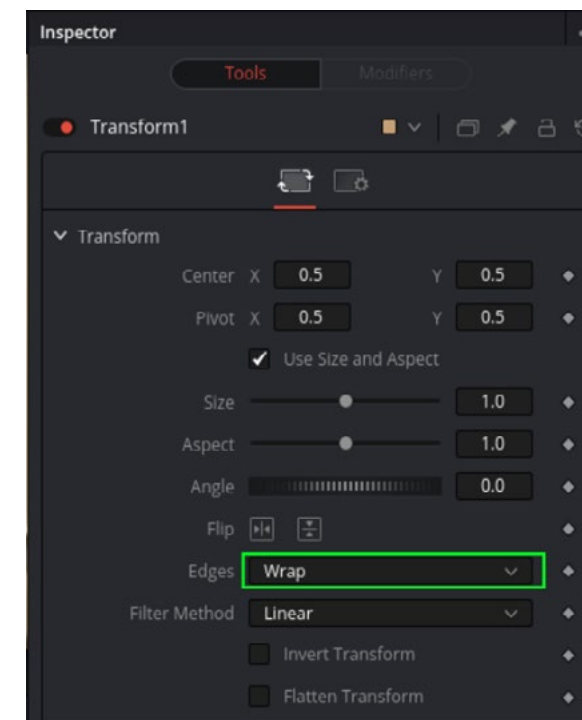 Inspector
Tools Modifiers
Transform1
Transform
Center X 0.5 Y 0.5
Pivot X 0.5 Y 0.5
Use Size and Aspect
Size 1.0
Aspect 1.0
Angle 0.0
Flip
Edges Wrap
Filter Method Linear
Invert Transform
Flatten Transform